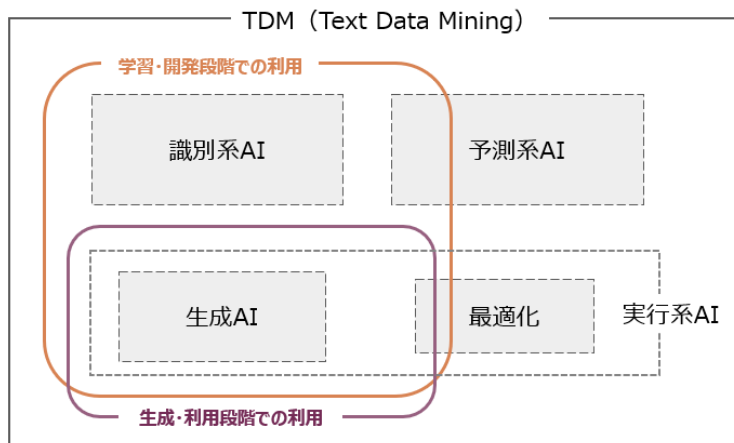 TDM（Text Data Mining）
学習・開発段階での利用
識別系AI
予測系AI
生成AI
最適化
実行系AI
生成・利用段階での利用